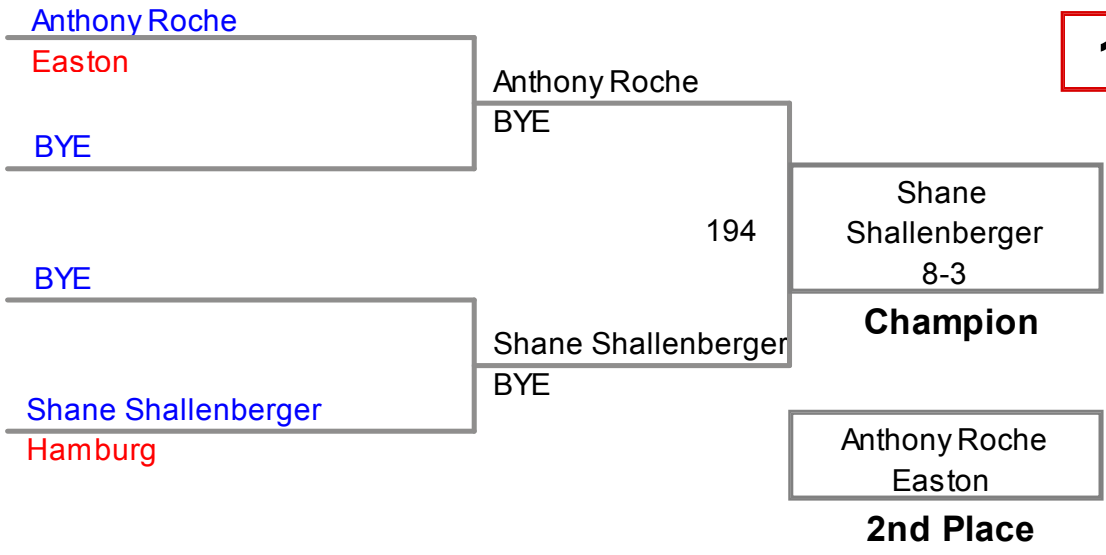 Anthony Roche
Easton
BYE
BYE
Shane Shallenberger
Hamburg
Anthony Roche
BYE
194
Shane Shallenberger
BYE
Shane
Shallenberger
8-3
Champion
Anthony Roche
Easton
2nd Place